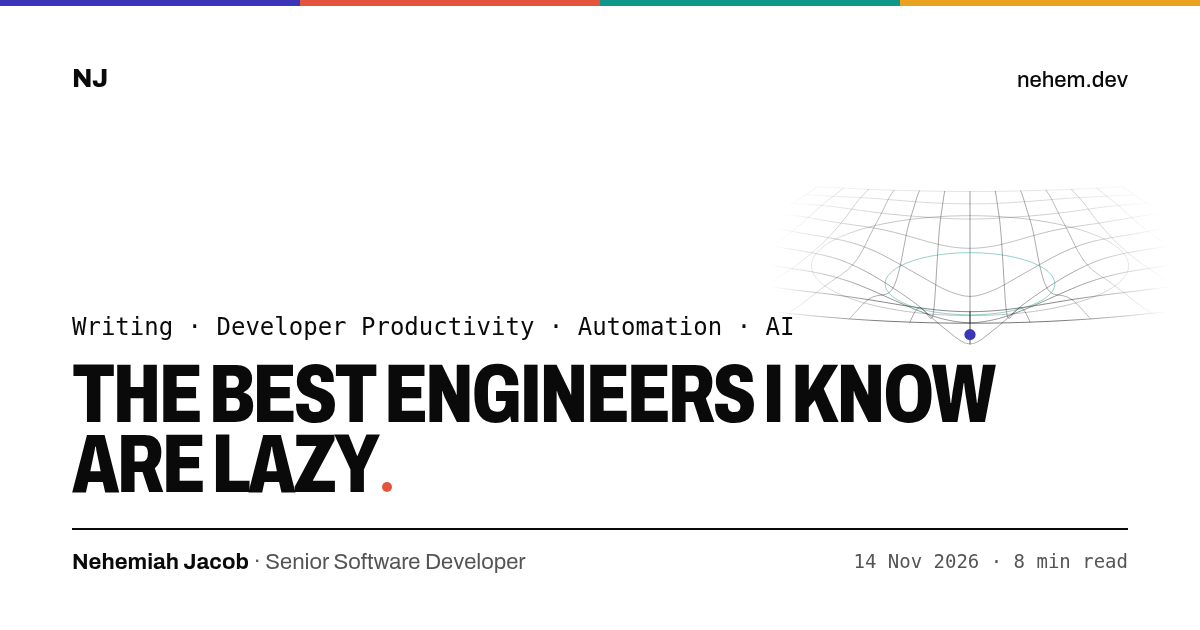 NJ
nehem.dev
Writing · Developer Productivity · Automation · AI
THE BEST ENGINEERS I KNOW
ARE LAZY.
Nehemiah Jacob · Senior Software Developer
14 Nov 2026 · 8 min read